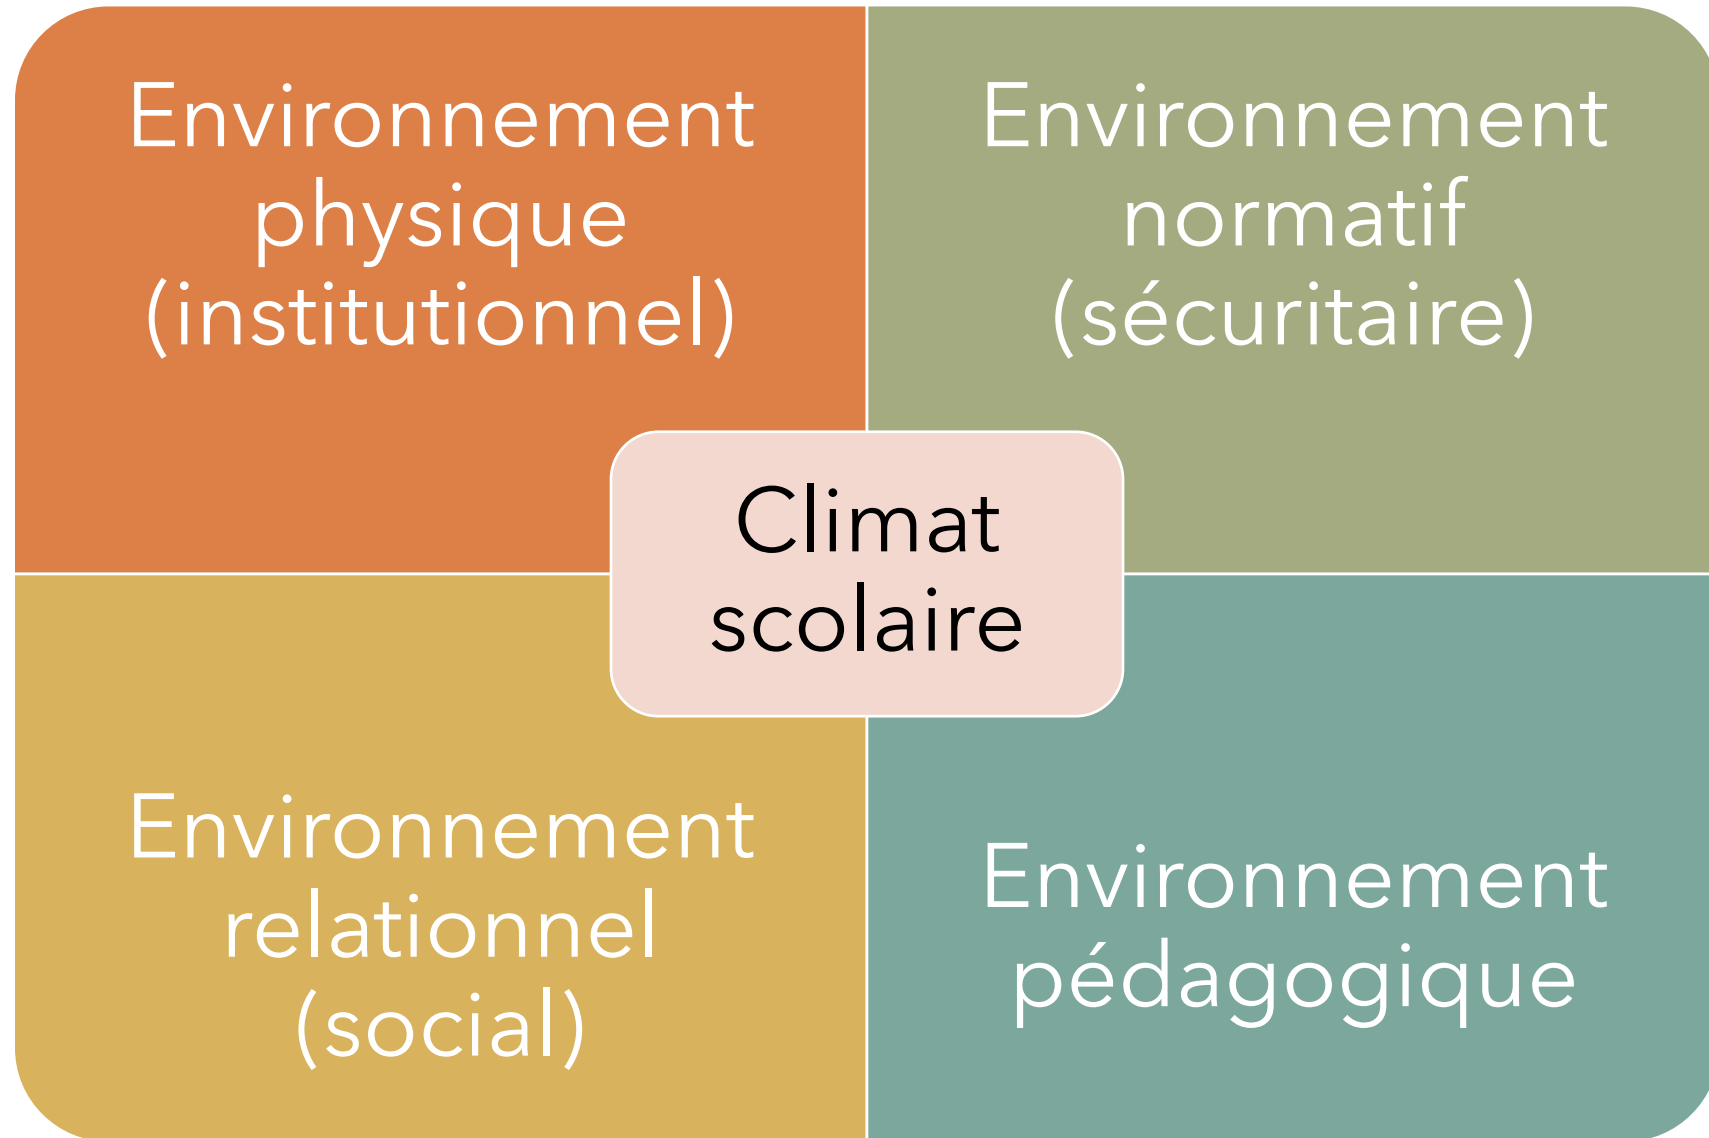 Environnement
physique
(institutionnel)
Environnement
normatif
(sécuritaire)
Climat
scolaire
Environnement
relationnel
(social)
Environnement
pédagogique